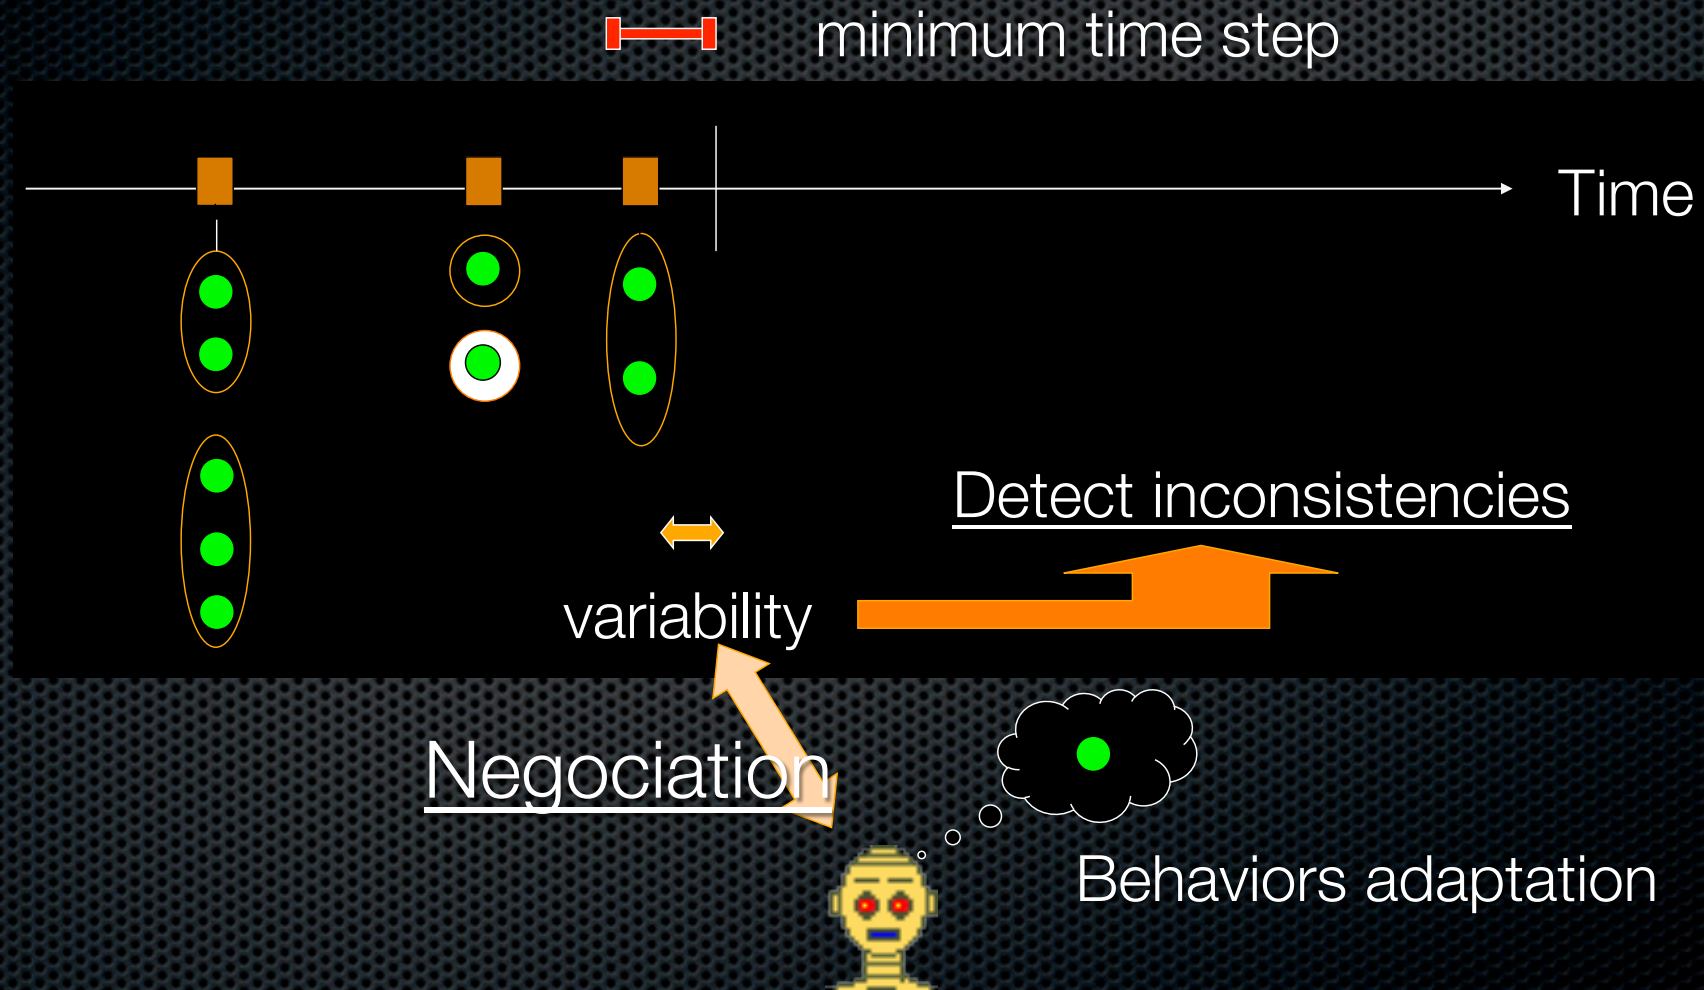 minimum time step
Time
Detect inconsistencies
variability
Negociation
Behaviors adaptation